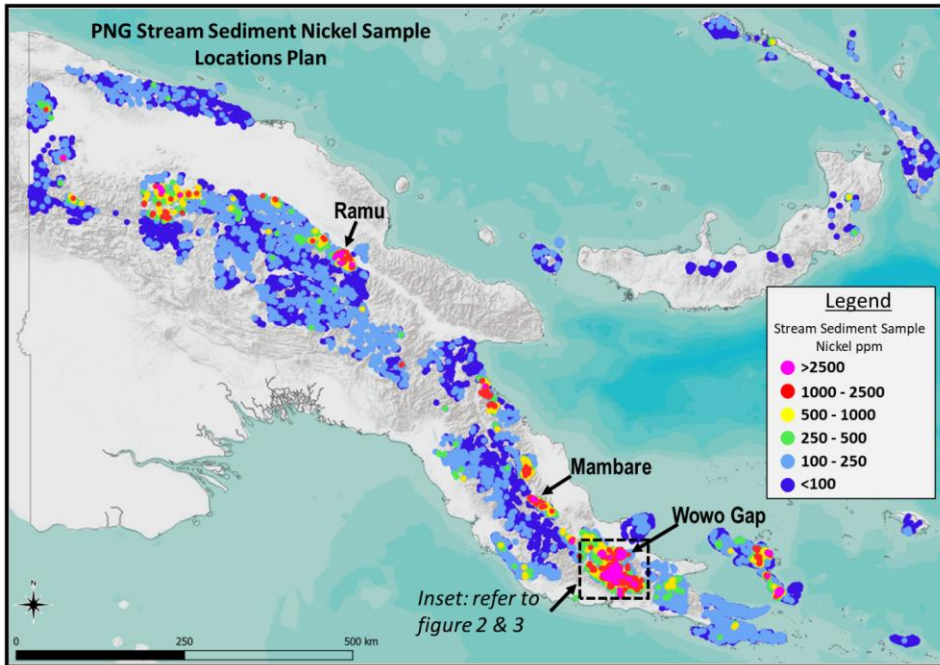 PNG Stream Sediment Nickel Sample
Locations Plan
Ramu
Mambare
Wowo Gap
Inset: refer to
figure 2 & 3
Legend
Stream Sediment Sample
Nickel ppm
>2500
1000 - 2500
500 - 1000
250 - 500
100 - 250
<100
N
0 250 500 km